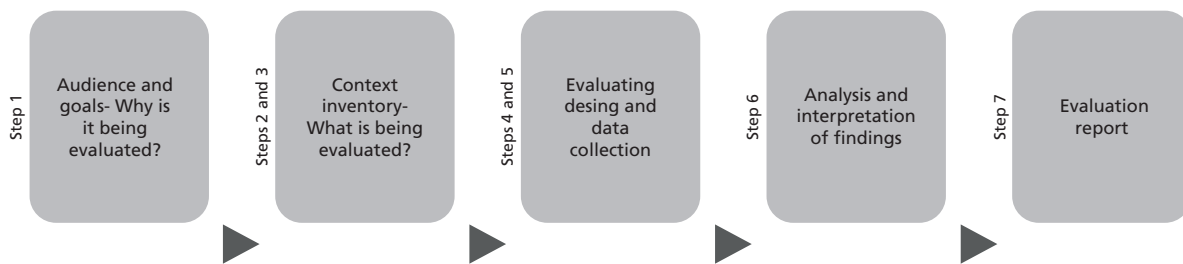 Step 1
Audience and
goals- Why is
it being
evaluated?
Steps 2 and 3
Context
inventory-
What is being
evaluated?
Steps 4 and 5
Evaluating
desing and
data
collection
Step 6
Analysis and
interpretation
of findings
Step 7
Evaluation
report